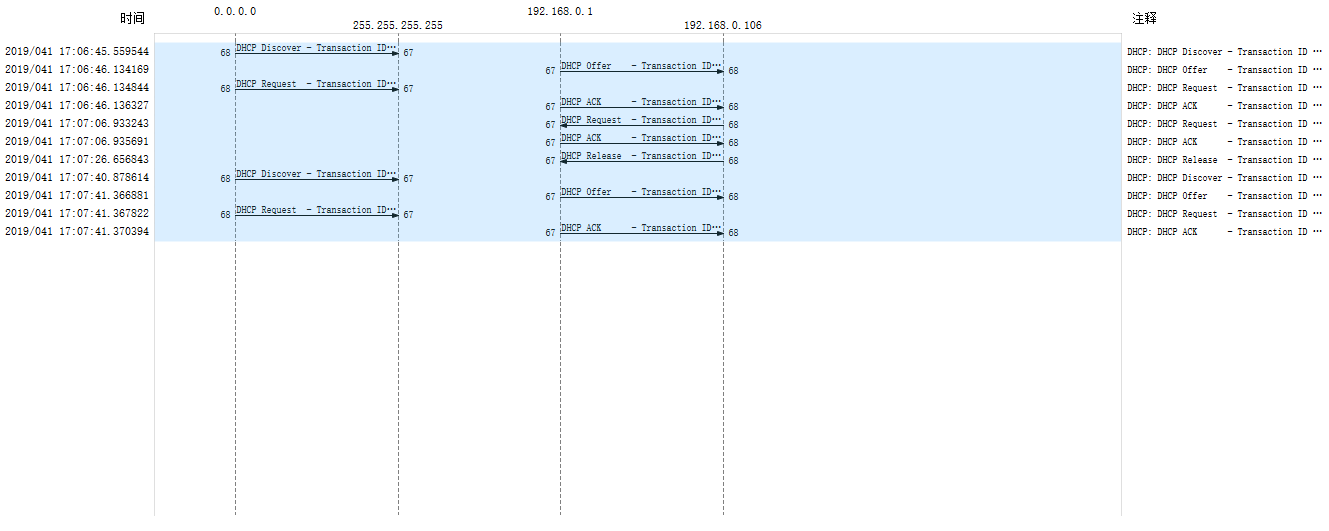 时间 0.0.0.0 255.255.255.255 192.168.0.1 192.168.0.106 注释
2019/041 17:06:45.559544 68 DHCP Discover - Transaction ID… 67 DHCP: DHCP Discover - Transaction ID …
2019/041 17:06:46.134169 67 DHCP Offer - Transaction ID… 68 DHCP: DHCP Offer - Transaction ID …
2019/041 17:06:46.134844 68 DHCP Request - Transaction ID… 67 DHCP: DHCP Request - Transaction ID …
2019/041 17:06:46.136327 67 DHCP ACK - Transaction ID… 68 DHCP: DHCP ACK - Transaction ID …
2019/041 17:07:06.933243 67 DHCP Request - Transaction ID… 68 DHCP: DHCP Request - Transaction ID …
2019/041 17:07:06.935691 67 DHCP ACK - Transaction ID… 68 DHCP: DHCP ACK - Transaction ID …
2019/041 17:07:26.656843 67 DHCP Release - Transaction ID… 68 DHCP: DHCP Release - Transaction ID …
2019/041 17:07:40.878614 68 DHCP Discover - Transaction ID… 67 DHCP: DHCP Discover - Transaction ID …
2019/041 17:07:41.366881 67 DHCP Offer - Transaction ID… 68 DHCP: DHCP Offer - Transaction ID …
2019/041 17:07:41.367822 68 DHCP Request - Transaction ID… 67 DHCP: DHCP Request - Transaction ID …
2019/041 17:07:41.370394 67 DHCP ACK - Transaction ID… 68 DHCP: DHCP ACK - Transaction ID …